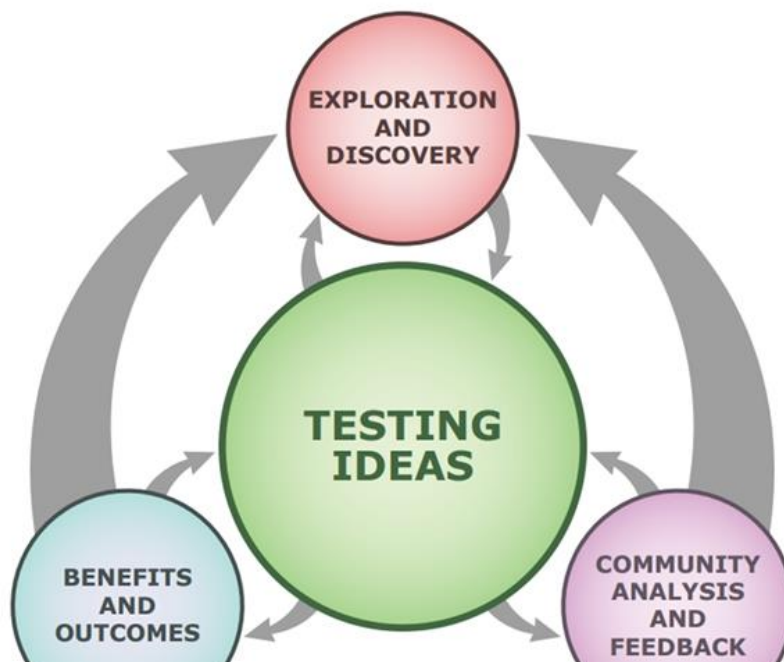 EXPLORATION
AND
DISCOVERY
TESTING
IDEAS
BENEFITS
AND
OUTCOMES
COMMUNITY
ANALYSIS
AND
FEEDBACK